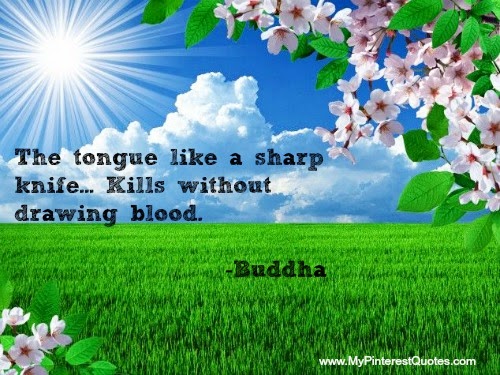 The tongue like a sharp
knife... Kills without
drawing blood.
-Buddha
www.MyPinterestQuotes.com